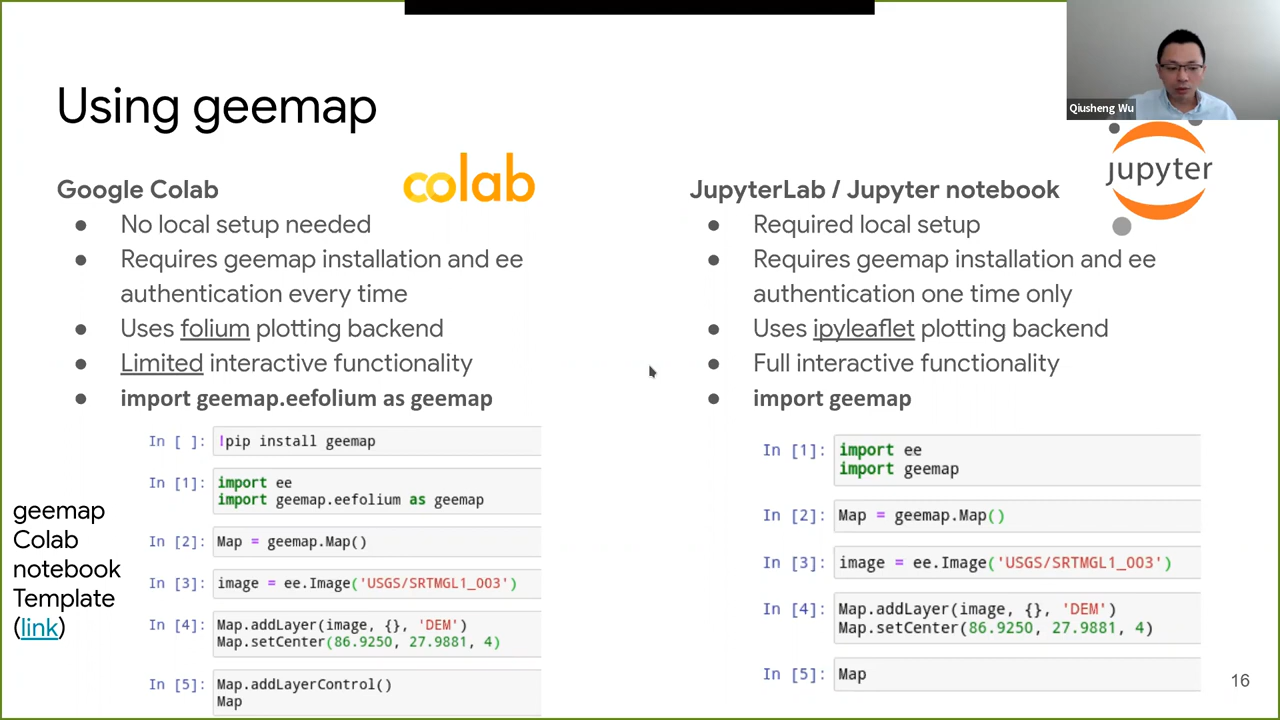 Using geemap
Qiusheng Wu
Google Colab
colab
● No local setup needed
● Requires geemap installation and ee
authentication every time
● Uses folium plotting backend
● Limited interactive functionality
● import geemap.eefolium as geemap
In [ ]: !pip install geemap
In [1]: import ee
import geemap.eefolium as geemap
In [2]: Map = geemap.Map()
In [3]: image = ee.Image('USGS/SRTMGL1_003')
In [4]: Map.addLayer(image, {}, 'DEM')
Map.setCenter(86.9250, 27.9881, 4)
In [5]: Map.addLayerControl()
Map
geemap
Colab
notebook
Template
(link)
JupyterLab / Jupyter notebook
jupyter
● Required local setup
● Requires geemap installation and ee
authentication one time only
● Uses ipyleaflet plotting backend
● Full interactive functionality
● import geemap
In [1]: import ee
import geemap
In [2]: Map = geemap.Map()
In [3]: image = ee.Image('USGS/SRTMGL1_003')
In [4]: Map.addLayer(image, {}, 'DEM')
Map.setCenter(86.9250, 27.9881, 4)
In [5]: Map
16